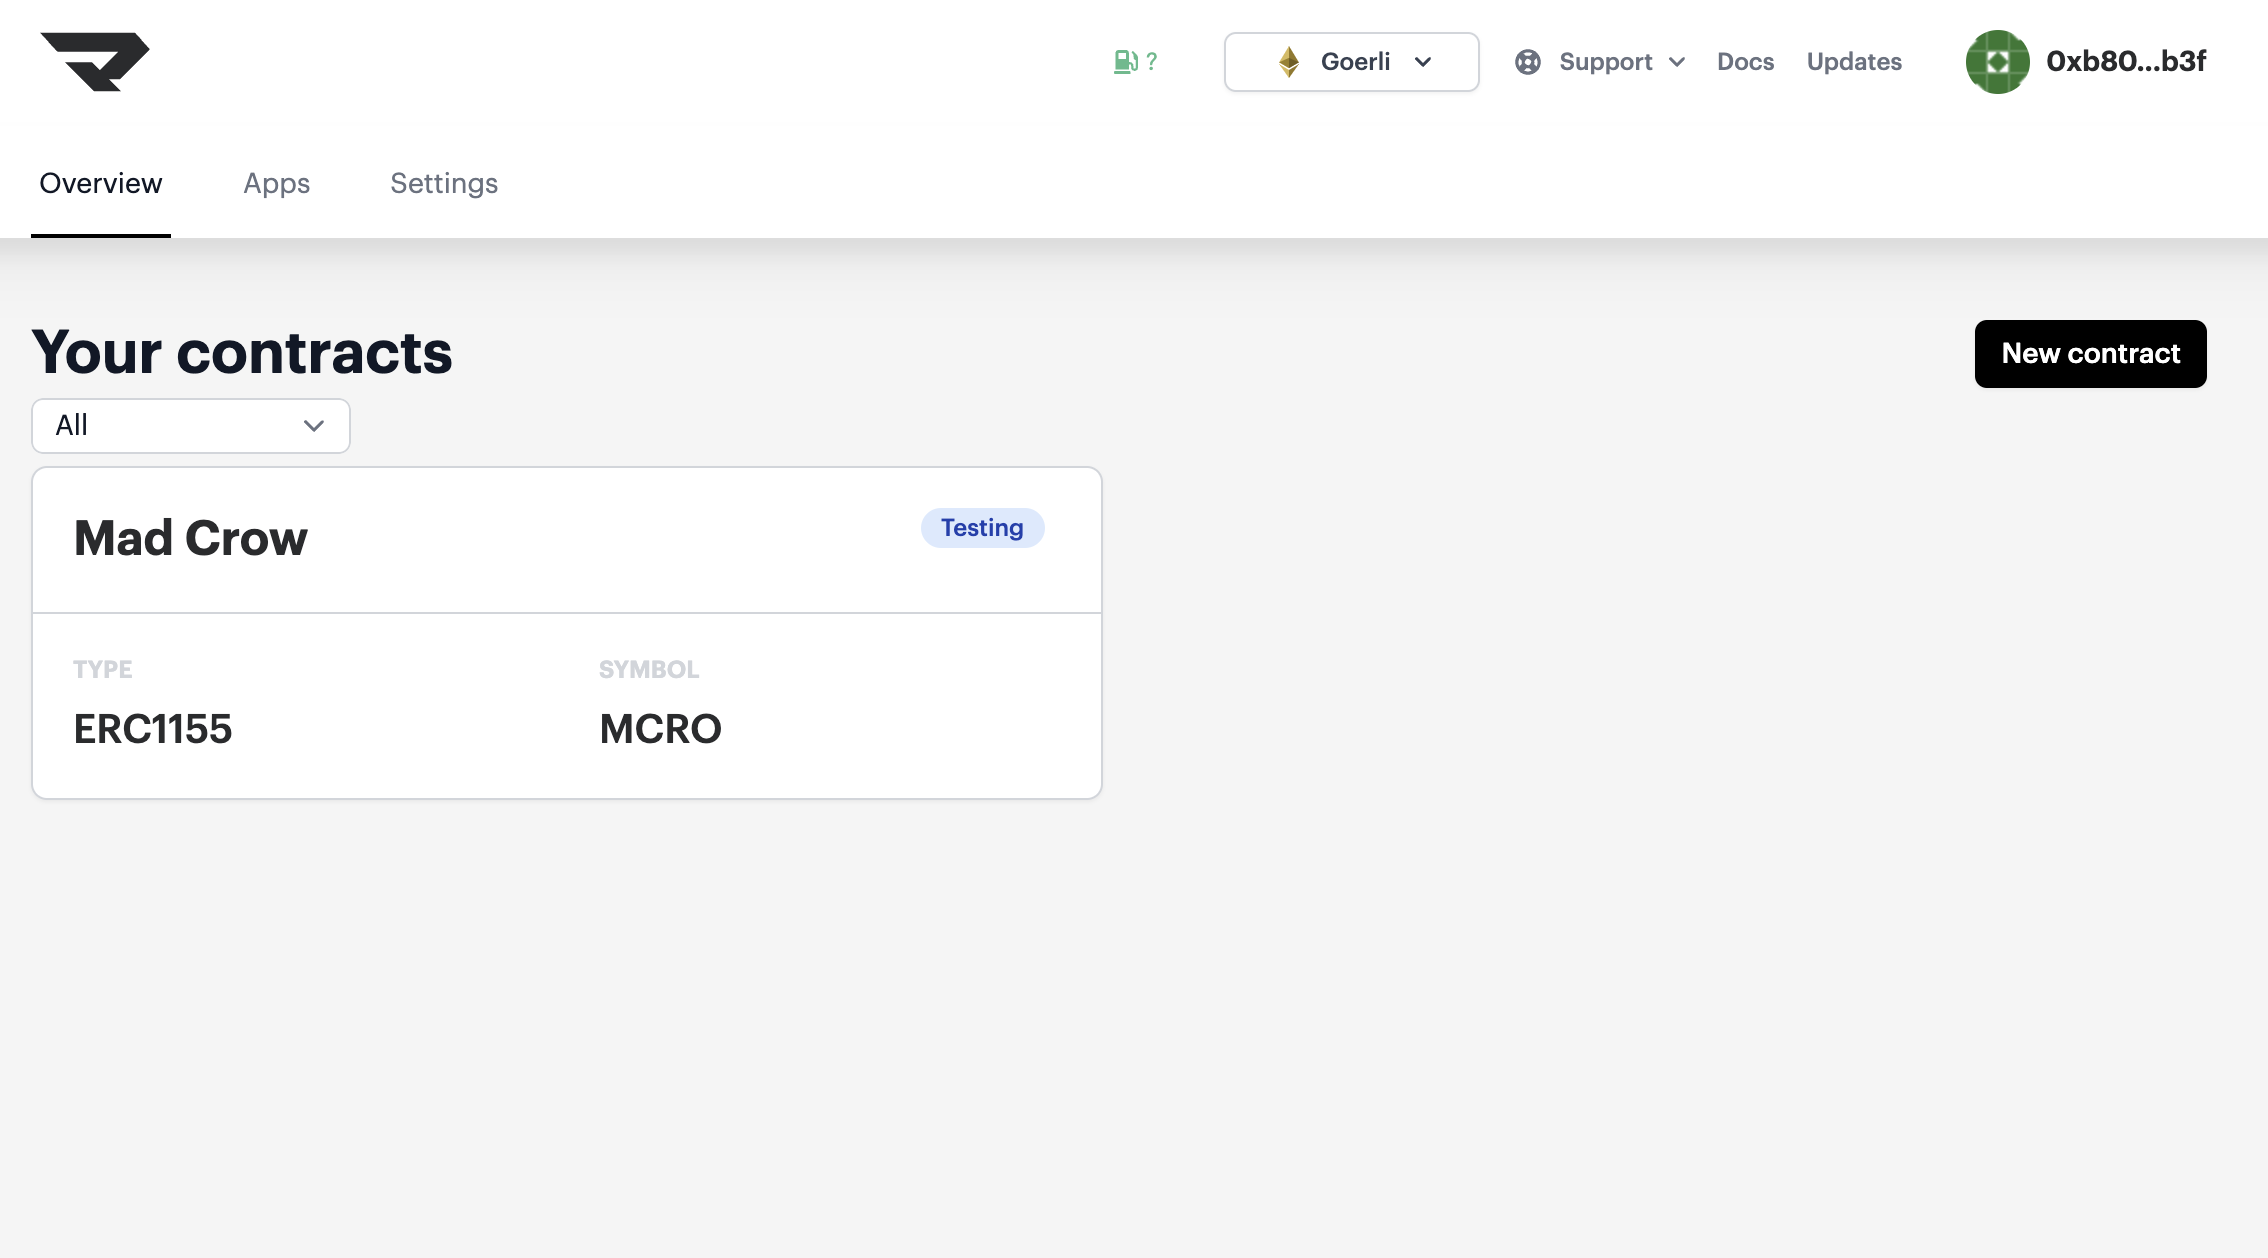 ?
Goerli
Support
Docs
Updates
0xb80...b3f
Overview
Apps
Settings
Your contracts
New contract
All
Mad Crow
Testing
TYPE
SYMBOL
ERC1155
MCRO